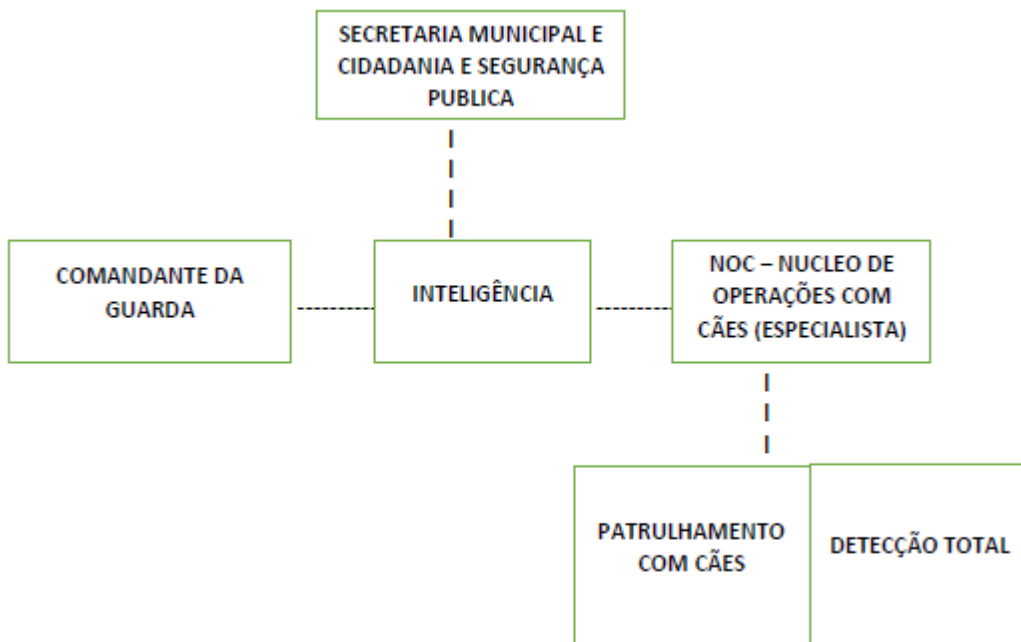 SECRETARIA MUNICIPAL E
CIDADANIA E SEGURANÇA
PUBLICA
COMANDANTE DA
GUARDA
INTELIGÊNCIA
NOC – NUCLEO DE
OPERAÇÕES COM
CÃES (ESPECIALISTA)
PATRULHAMENTO
COM CÃES
DETECÇÃO TOTAL